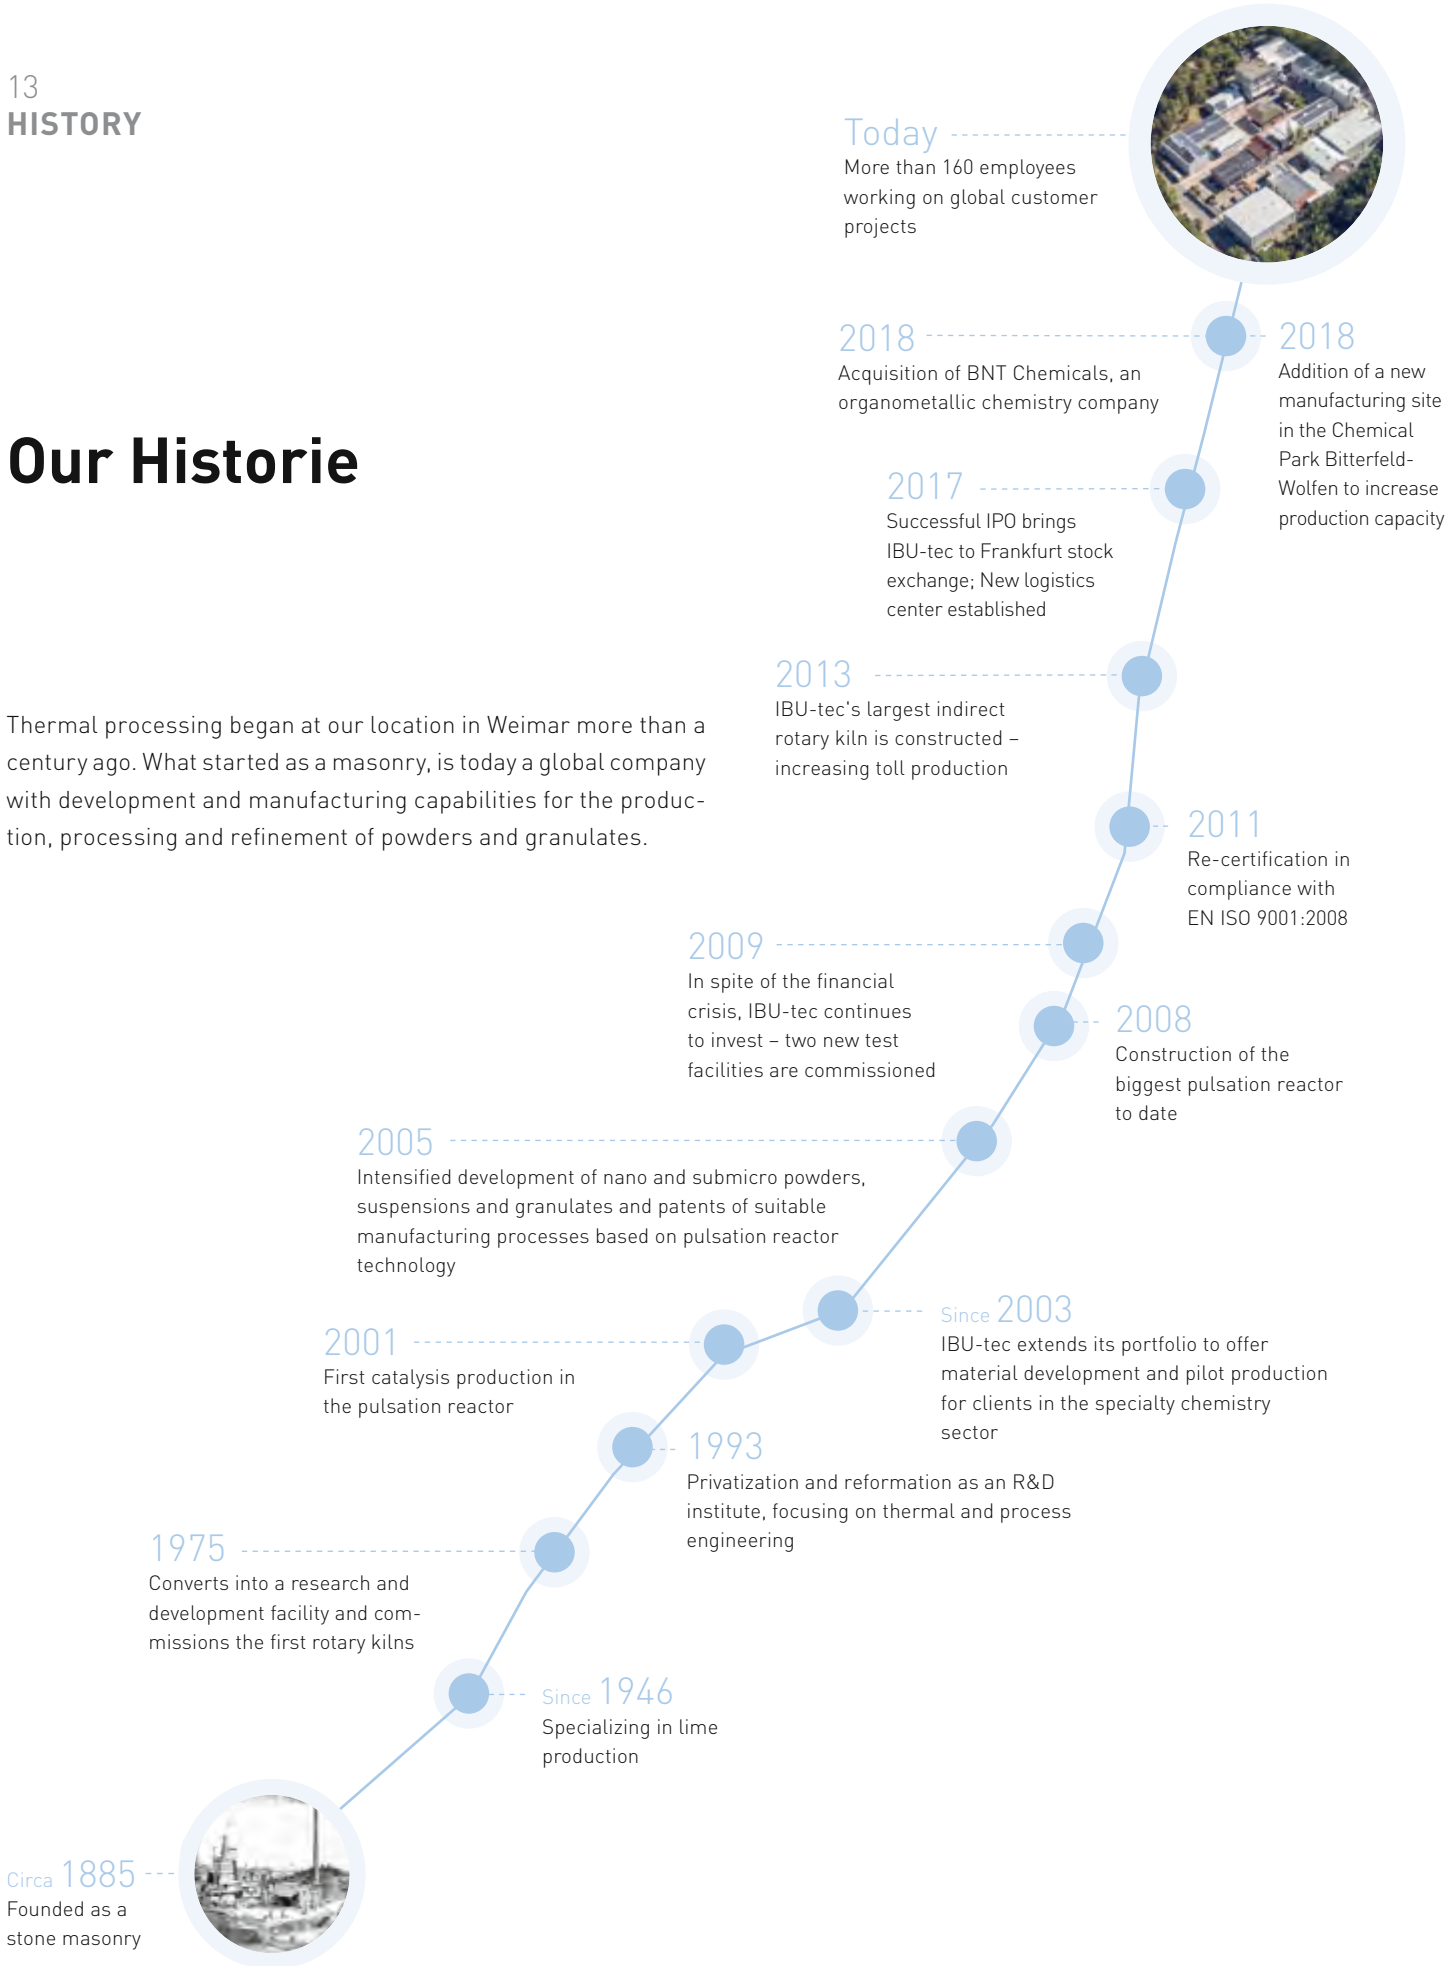 13
HISTORY
Our Historie
Thermal processing began at our location in Weimar more than a
century ago. What started as a masonry, is today a global company
with development and manufacturing capabilities for the produc-
tion, processing and refinement of powders and granulates.
Today
More than 160 employees
working on global customer
projects
2018
Acquisition of BNT Chemicals, an
organometallic chemistry company
2018
Addition of a new
manufacturing site
in the Chemical
Park Bitterfeld-
Wolfen to increase
production capacity
2017
Successful IPO brings
IBU-tec to Frankfurt stock
exchange; New logistics
center established
2013
IBU-tec's largest indirect
rotary kiln is constructed –
increasing toll production
2011
Re-certification in
compliance with
EN ISO 9001:2008
2009
In spite of the financial
crisis, IBU-tec continues
to invest – two new test
facilities are commissioned
2008
Construction of the
biggest pulsation reactor
to date
2005
Intensified development of nano and submicro powders,
suspensions and granulates and patents of suitable
manufacturing processes based on pulsation reactor
technology
Since 2003
IBU-tec extends its portfolio to offer
material development and pilot production
for clients in the specialty chemistry
sector
2001
First catalysis production in
the pulsation reactor
1993
Privatization and reformation as an R&D
institute, focusing on thermal and process
engineering
1975
Converts into a research and
development facility and com-
missions the first rotary kilns
Since 1946
Specializing in lime
production
Circa 1885
Founded as a
stone masonry